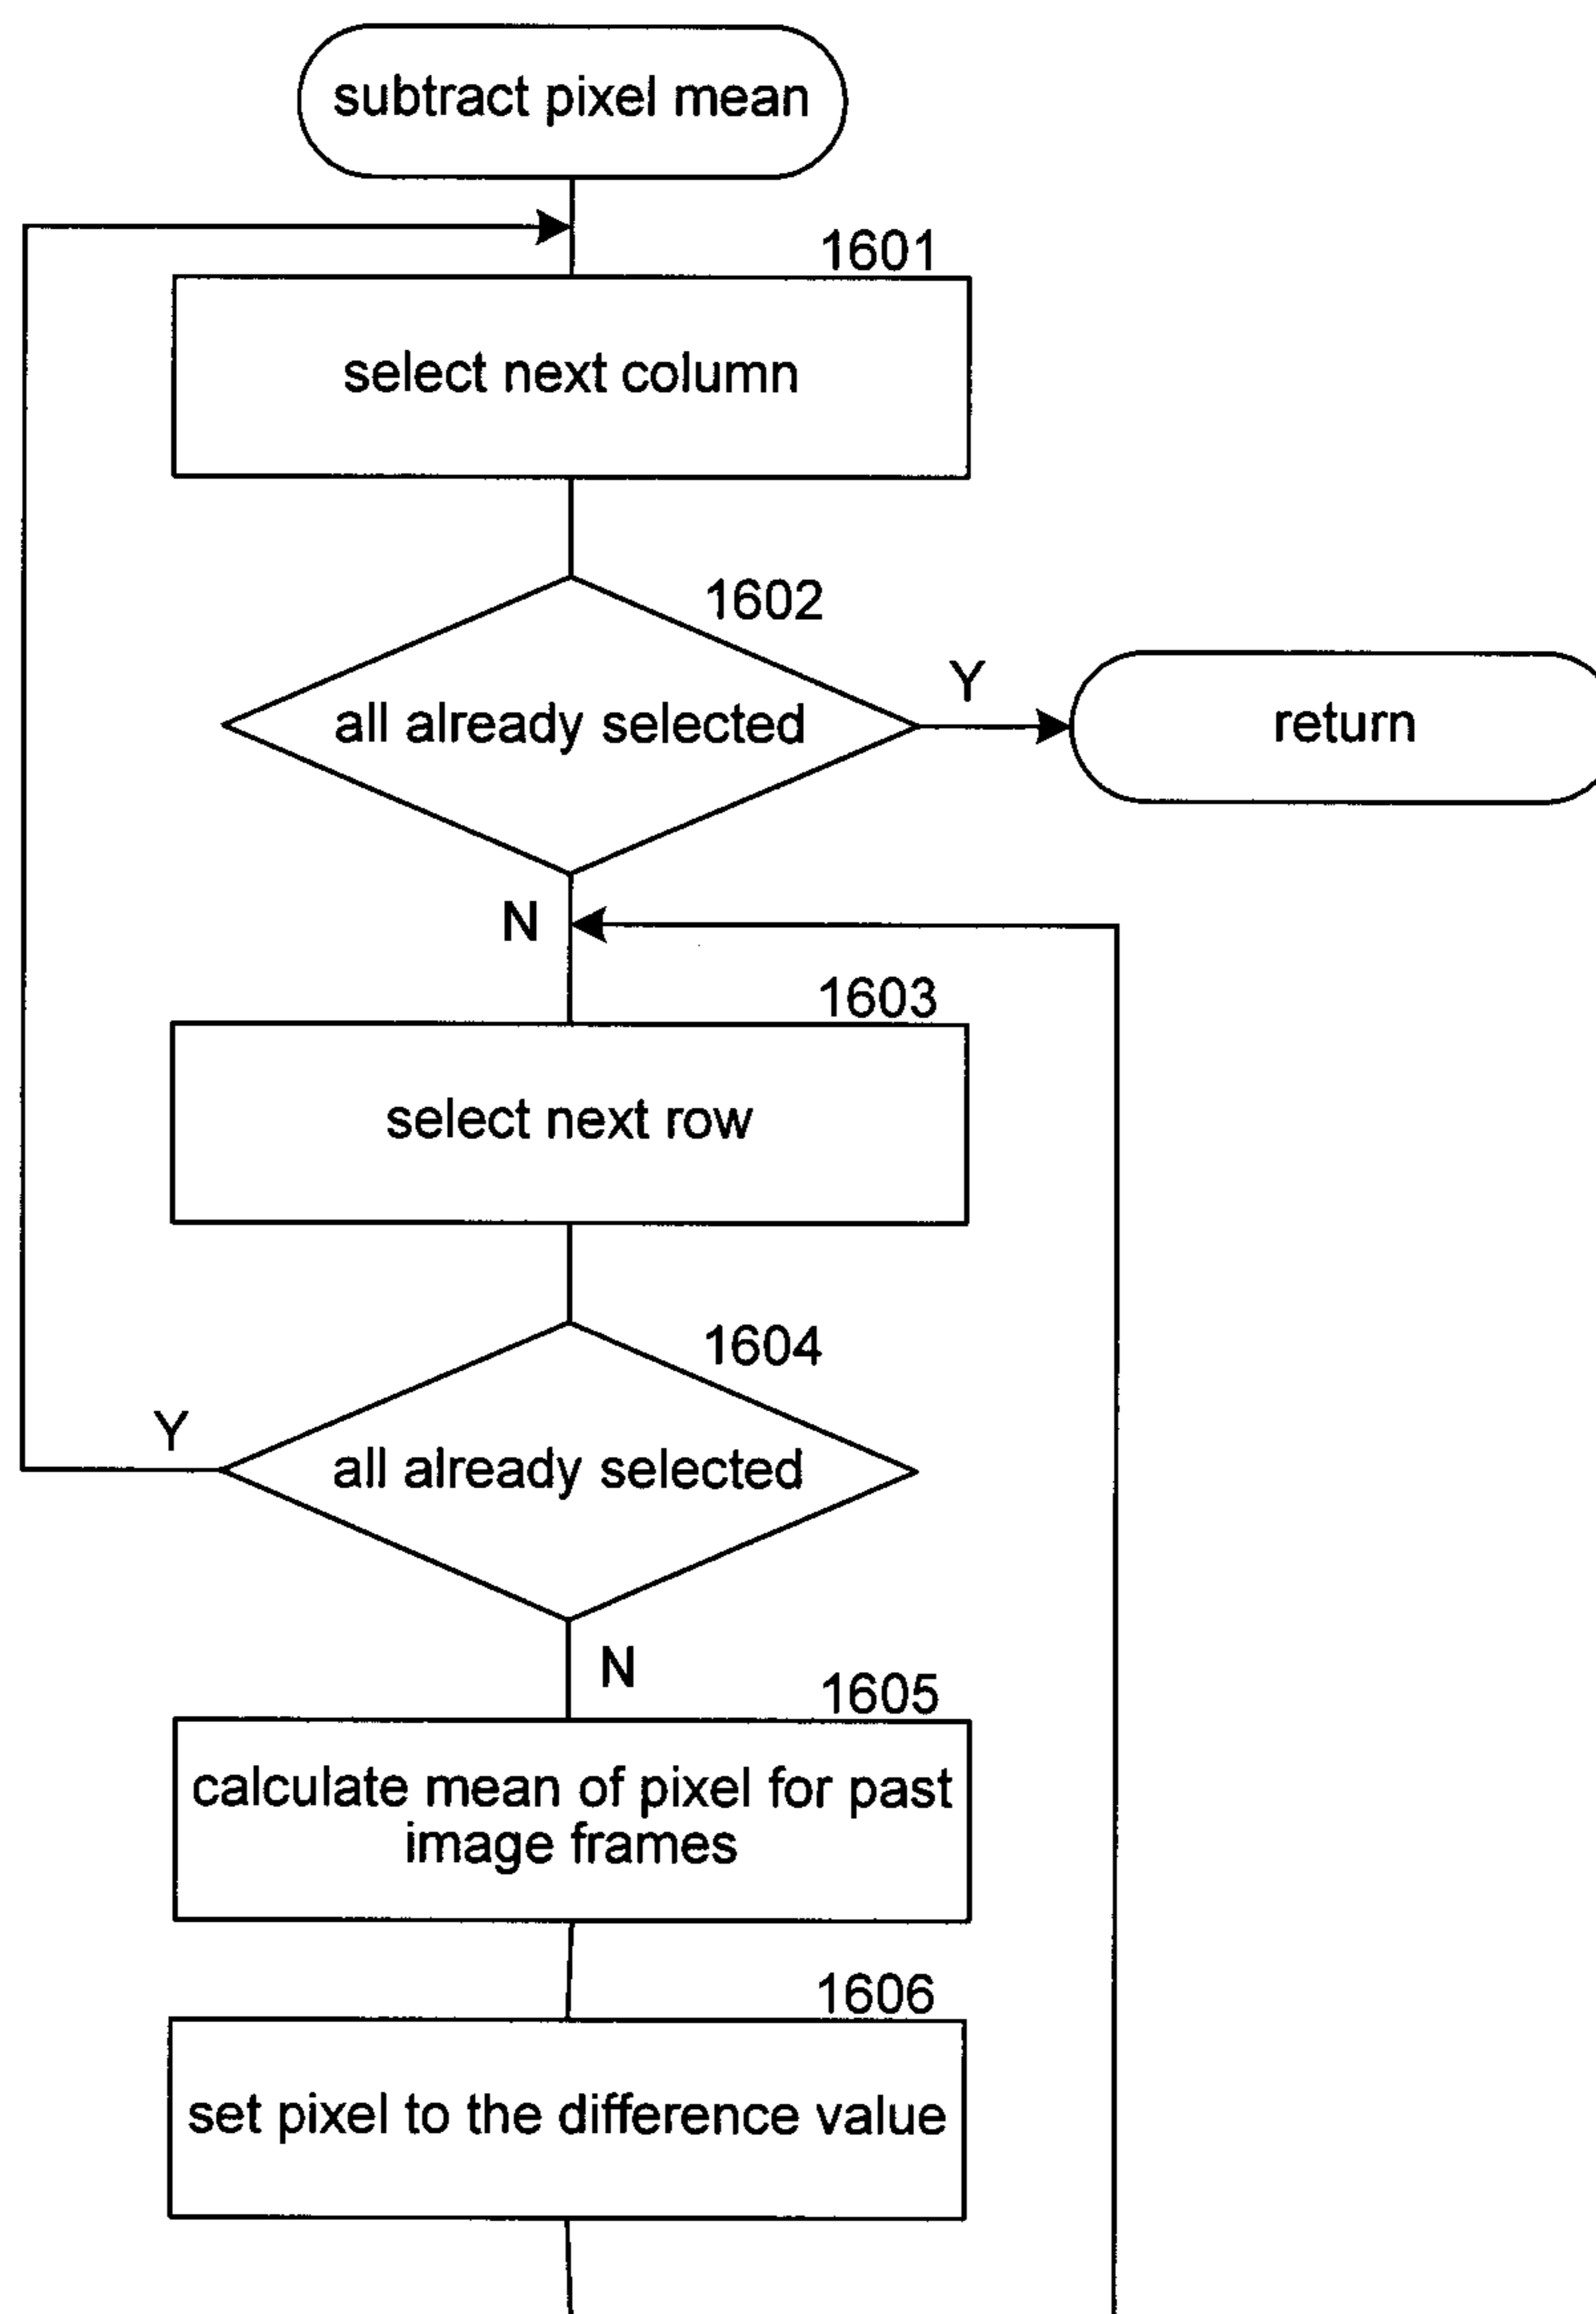 subtract pixel mean
1601
select next column
1602
all already selected
Y
return
N
1603
select next row
1604
all already selected
Y
N
1605
calculate mean of pixel for past
image frames
1606
set pixel to the difference value